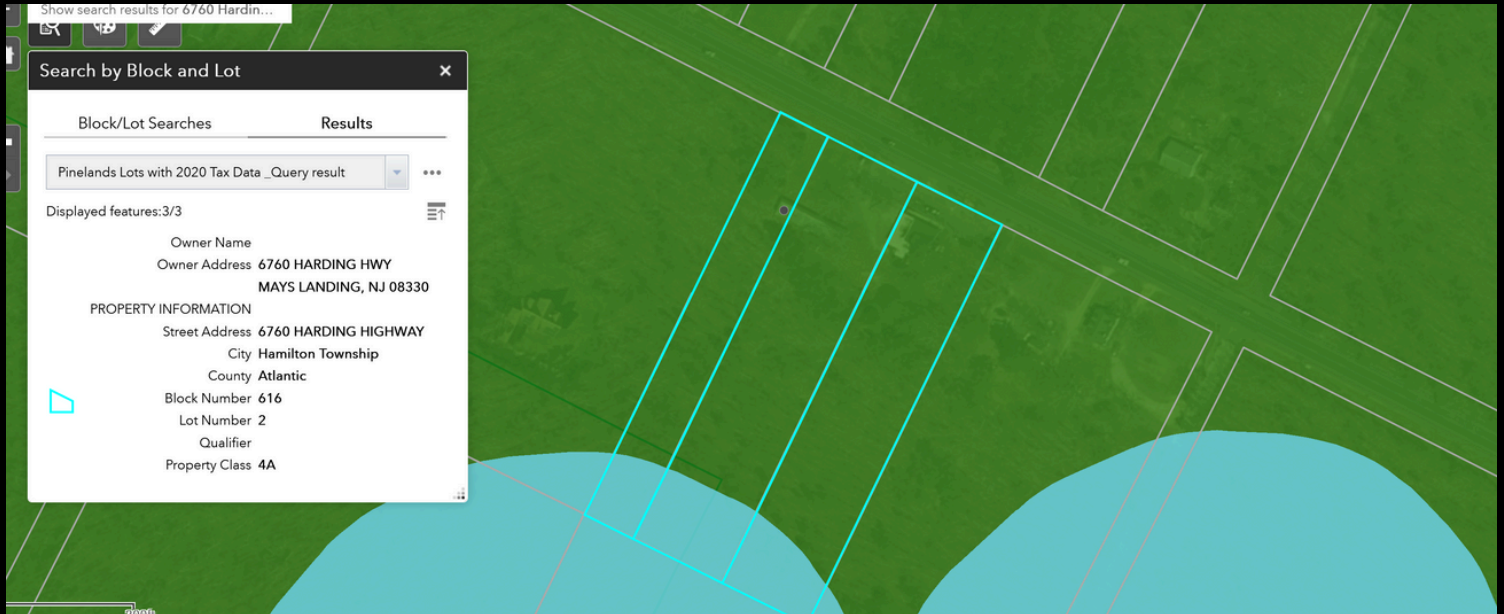 Show search results for 6760 Hardin...
Search by Block and Lot
Block/Lot Searches
Results
Pinelands Lots with 2020 Tax Data _Query result
Displayed features:3/3
Owner Name
Owner Address 6760 HARDING HWY
MAYS LANDING, NJ 08330
PROPERTY INFORMATION
Street Address 6760 HARDING HIGHWAY
City Hamilton Township
County Atlantic
Block Number 616
Lot Number 2
Qualifier
Property Class 4A